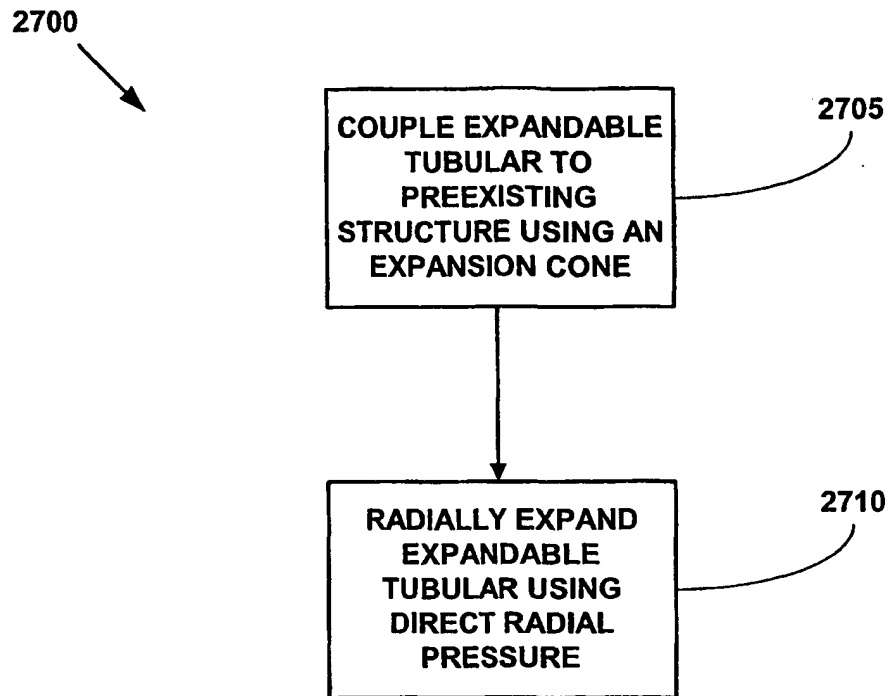 2700
COUPLE EXPANDABLE
TUBULAR TO
PREEXISTING
STRUCTURE USING AN
EXPANSION CONE
2705
RADIALLY EXPAND
EXPANDABLE
TUBULAR USING
DIRECT RADIAL
PRESSURE
2710